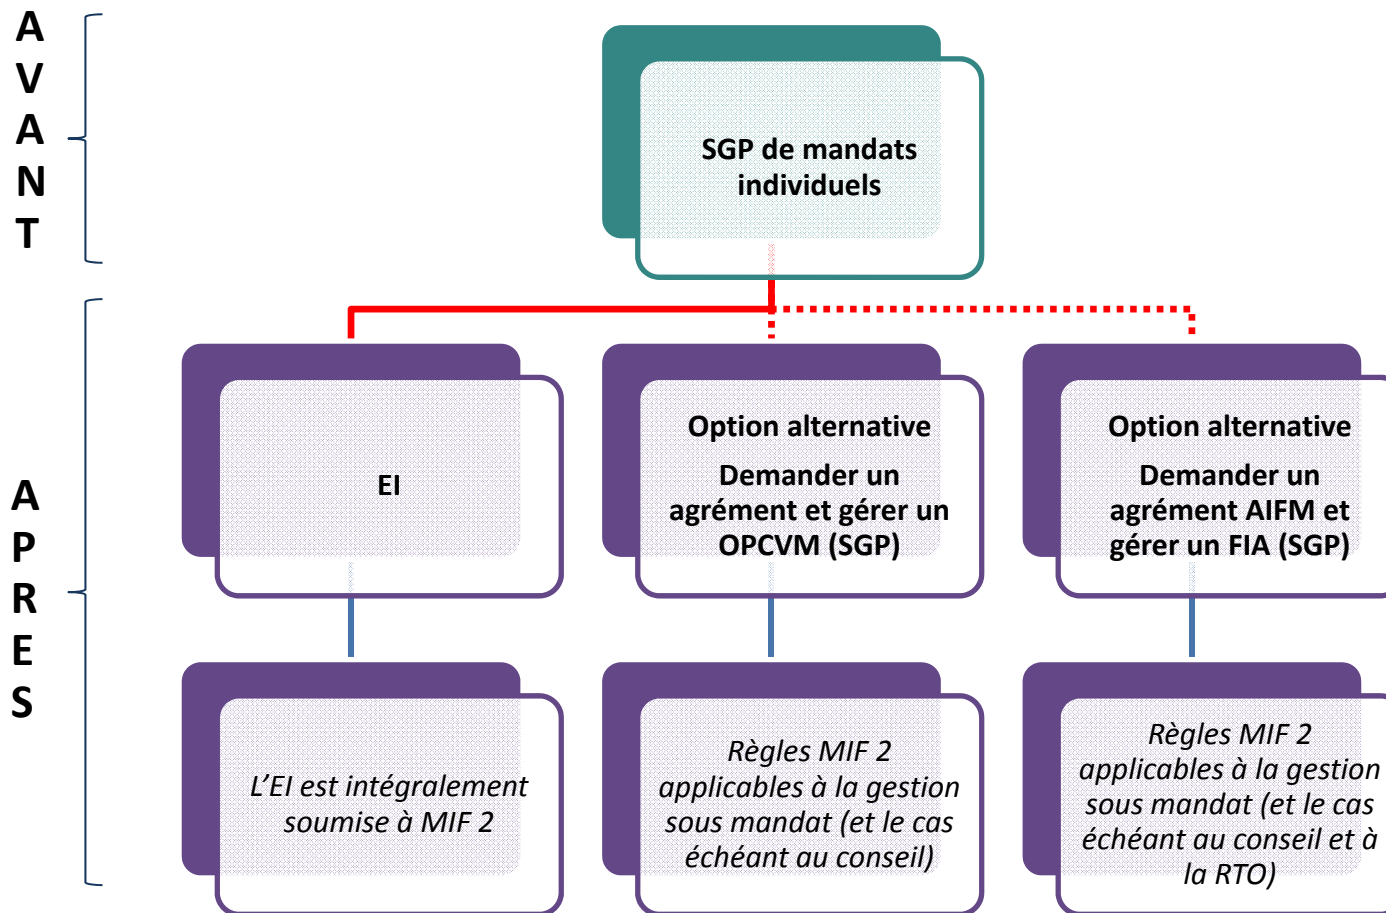 AVANT
SGP de mandats
individuels
APRES
EI
Option alternative
Demander un
agrément et gérer un
OPCVM (SGP)
Option alternative
Demander un
agrément AIFM et
gérer un FIA (SGP)
L’EI est intégralement
soumise à MIF 2
Règles MIF 2
applicables à la gestion
sous mandat (et le cas
échéant au conseil)
Règles MIF 2
applicables à la gestion
sous mandat (et le cas
échéant au conseil et à
la RTO)